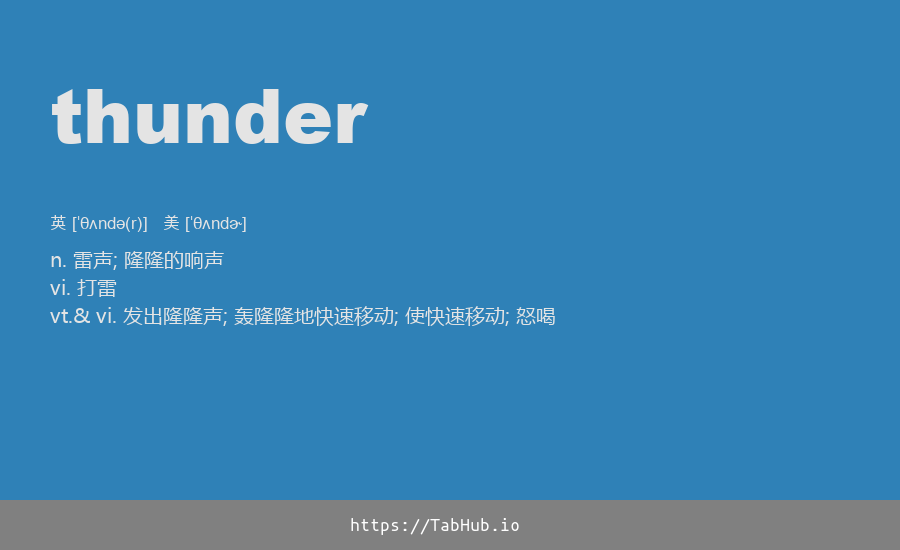 thunder
英 [ˈθʌndə(r)] 美 [ˈθʌndɚ]
n. 雷声; 隆隆的响声
vi. 打雷
vt.& vi. 发出隆隆声; 轰隆隆地快速移动; 使快速移动; 怒喝
https://TabHub.io